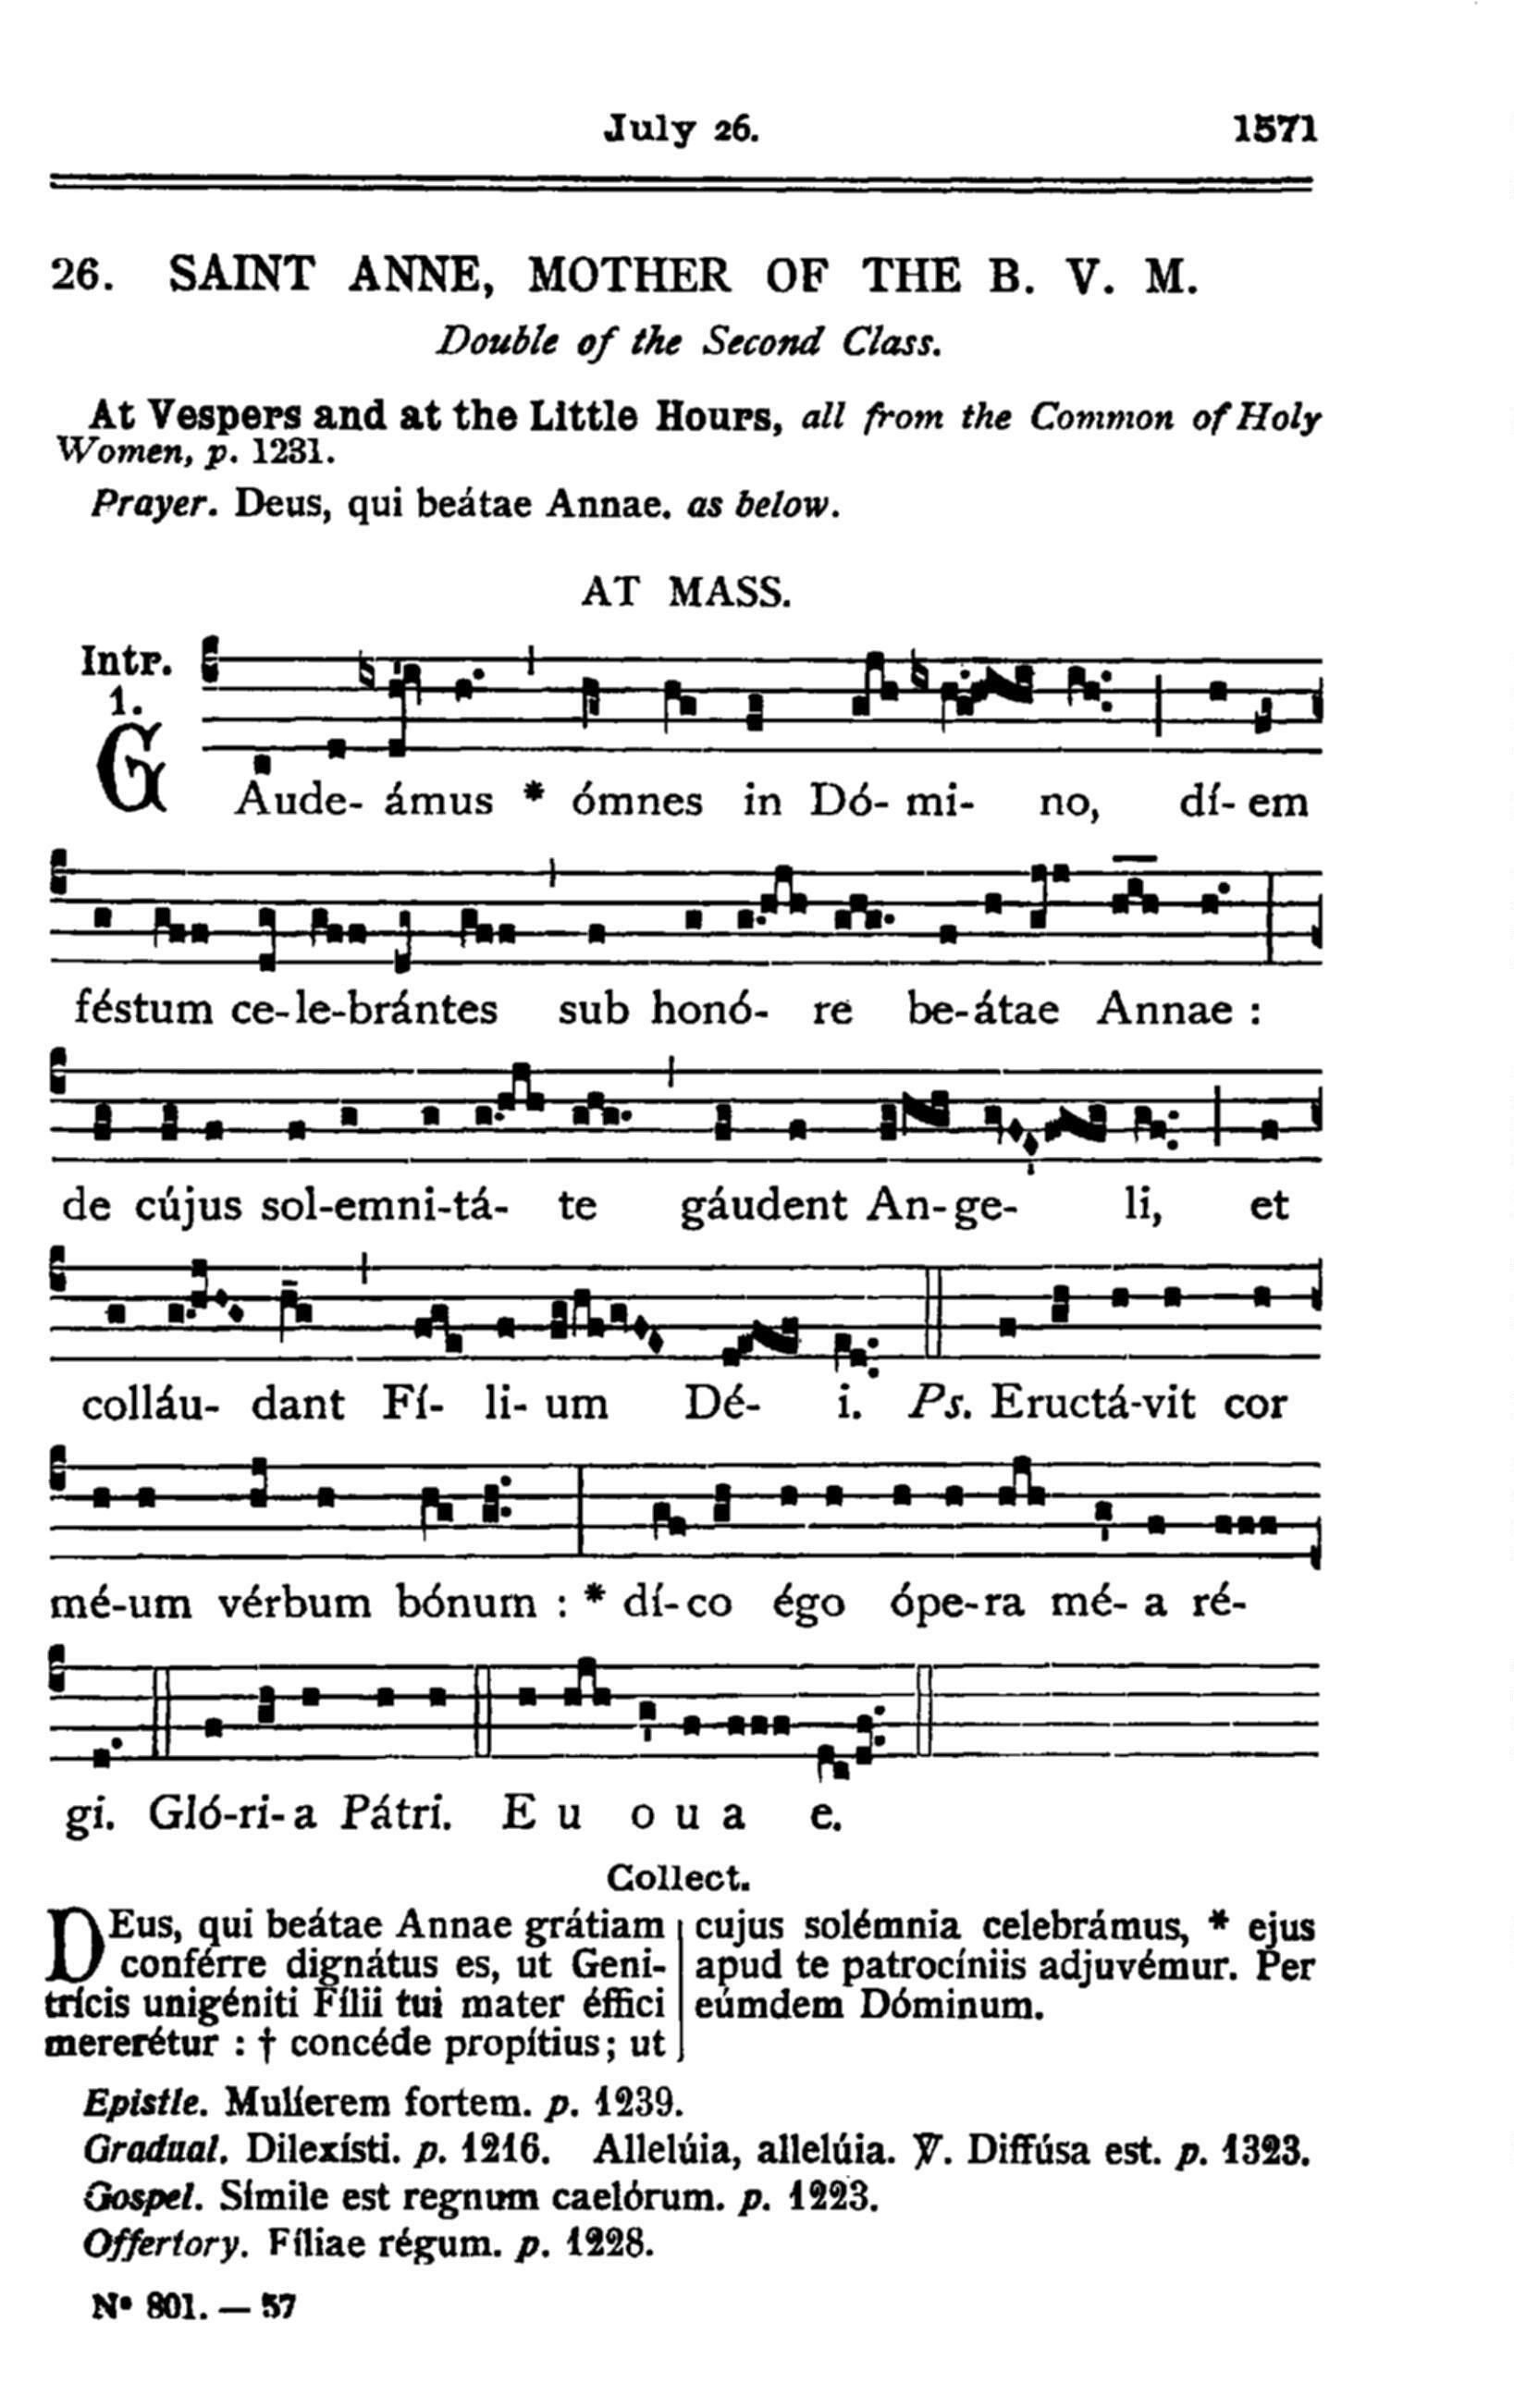 July 26. 1571
26. SAINT ANNE, MOTHER OF THE B. V. M.
Double of the Second Class.
At Vespers and at the Little Hours, all from the Common of Holy
Women, p. 1231.
Prayer. Deus, qui beátae Annae. as below.
AT MASS.
Intr.
1.
GAude- ámus * ómnes in Dó- mi- no, dí- em
féstum ce-le-brántes sub honó- re be-átae Annae :
de cújus sol-emni-tá- te gáudent An-ge- li, et
colláu- dant Fí- li- um Dé- i. Ps. Eructá-vit cor
mé-um vérbum bónum : * dí-co égo ópe-ra mé- a ré-
gi. Gló-ri- a Pátri. E u o u a e.
Collect.
DEus, qui beátae Annae grátiam
conférre dignátus es, ut Geni-
trícis unigéniti Fílii tui mater éffici
mererétur : † concéde propítius; ut
cujus solémnia celebrámus, * ejus
apud te patrocíniis adjuvémur. Per
eúmdem Dóminum.
Epistle. Mulíerem fortem. p. 1239.
Gradual. Dilexísti. p. 1216. Allelúia, allelúia. ℣. Diffúsa est. p. 1323.
Gospel. Símile est regnum caelórum. p. 1223.
Offertory. Fíliae régum. p. 1228.
Nº 801. — 57